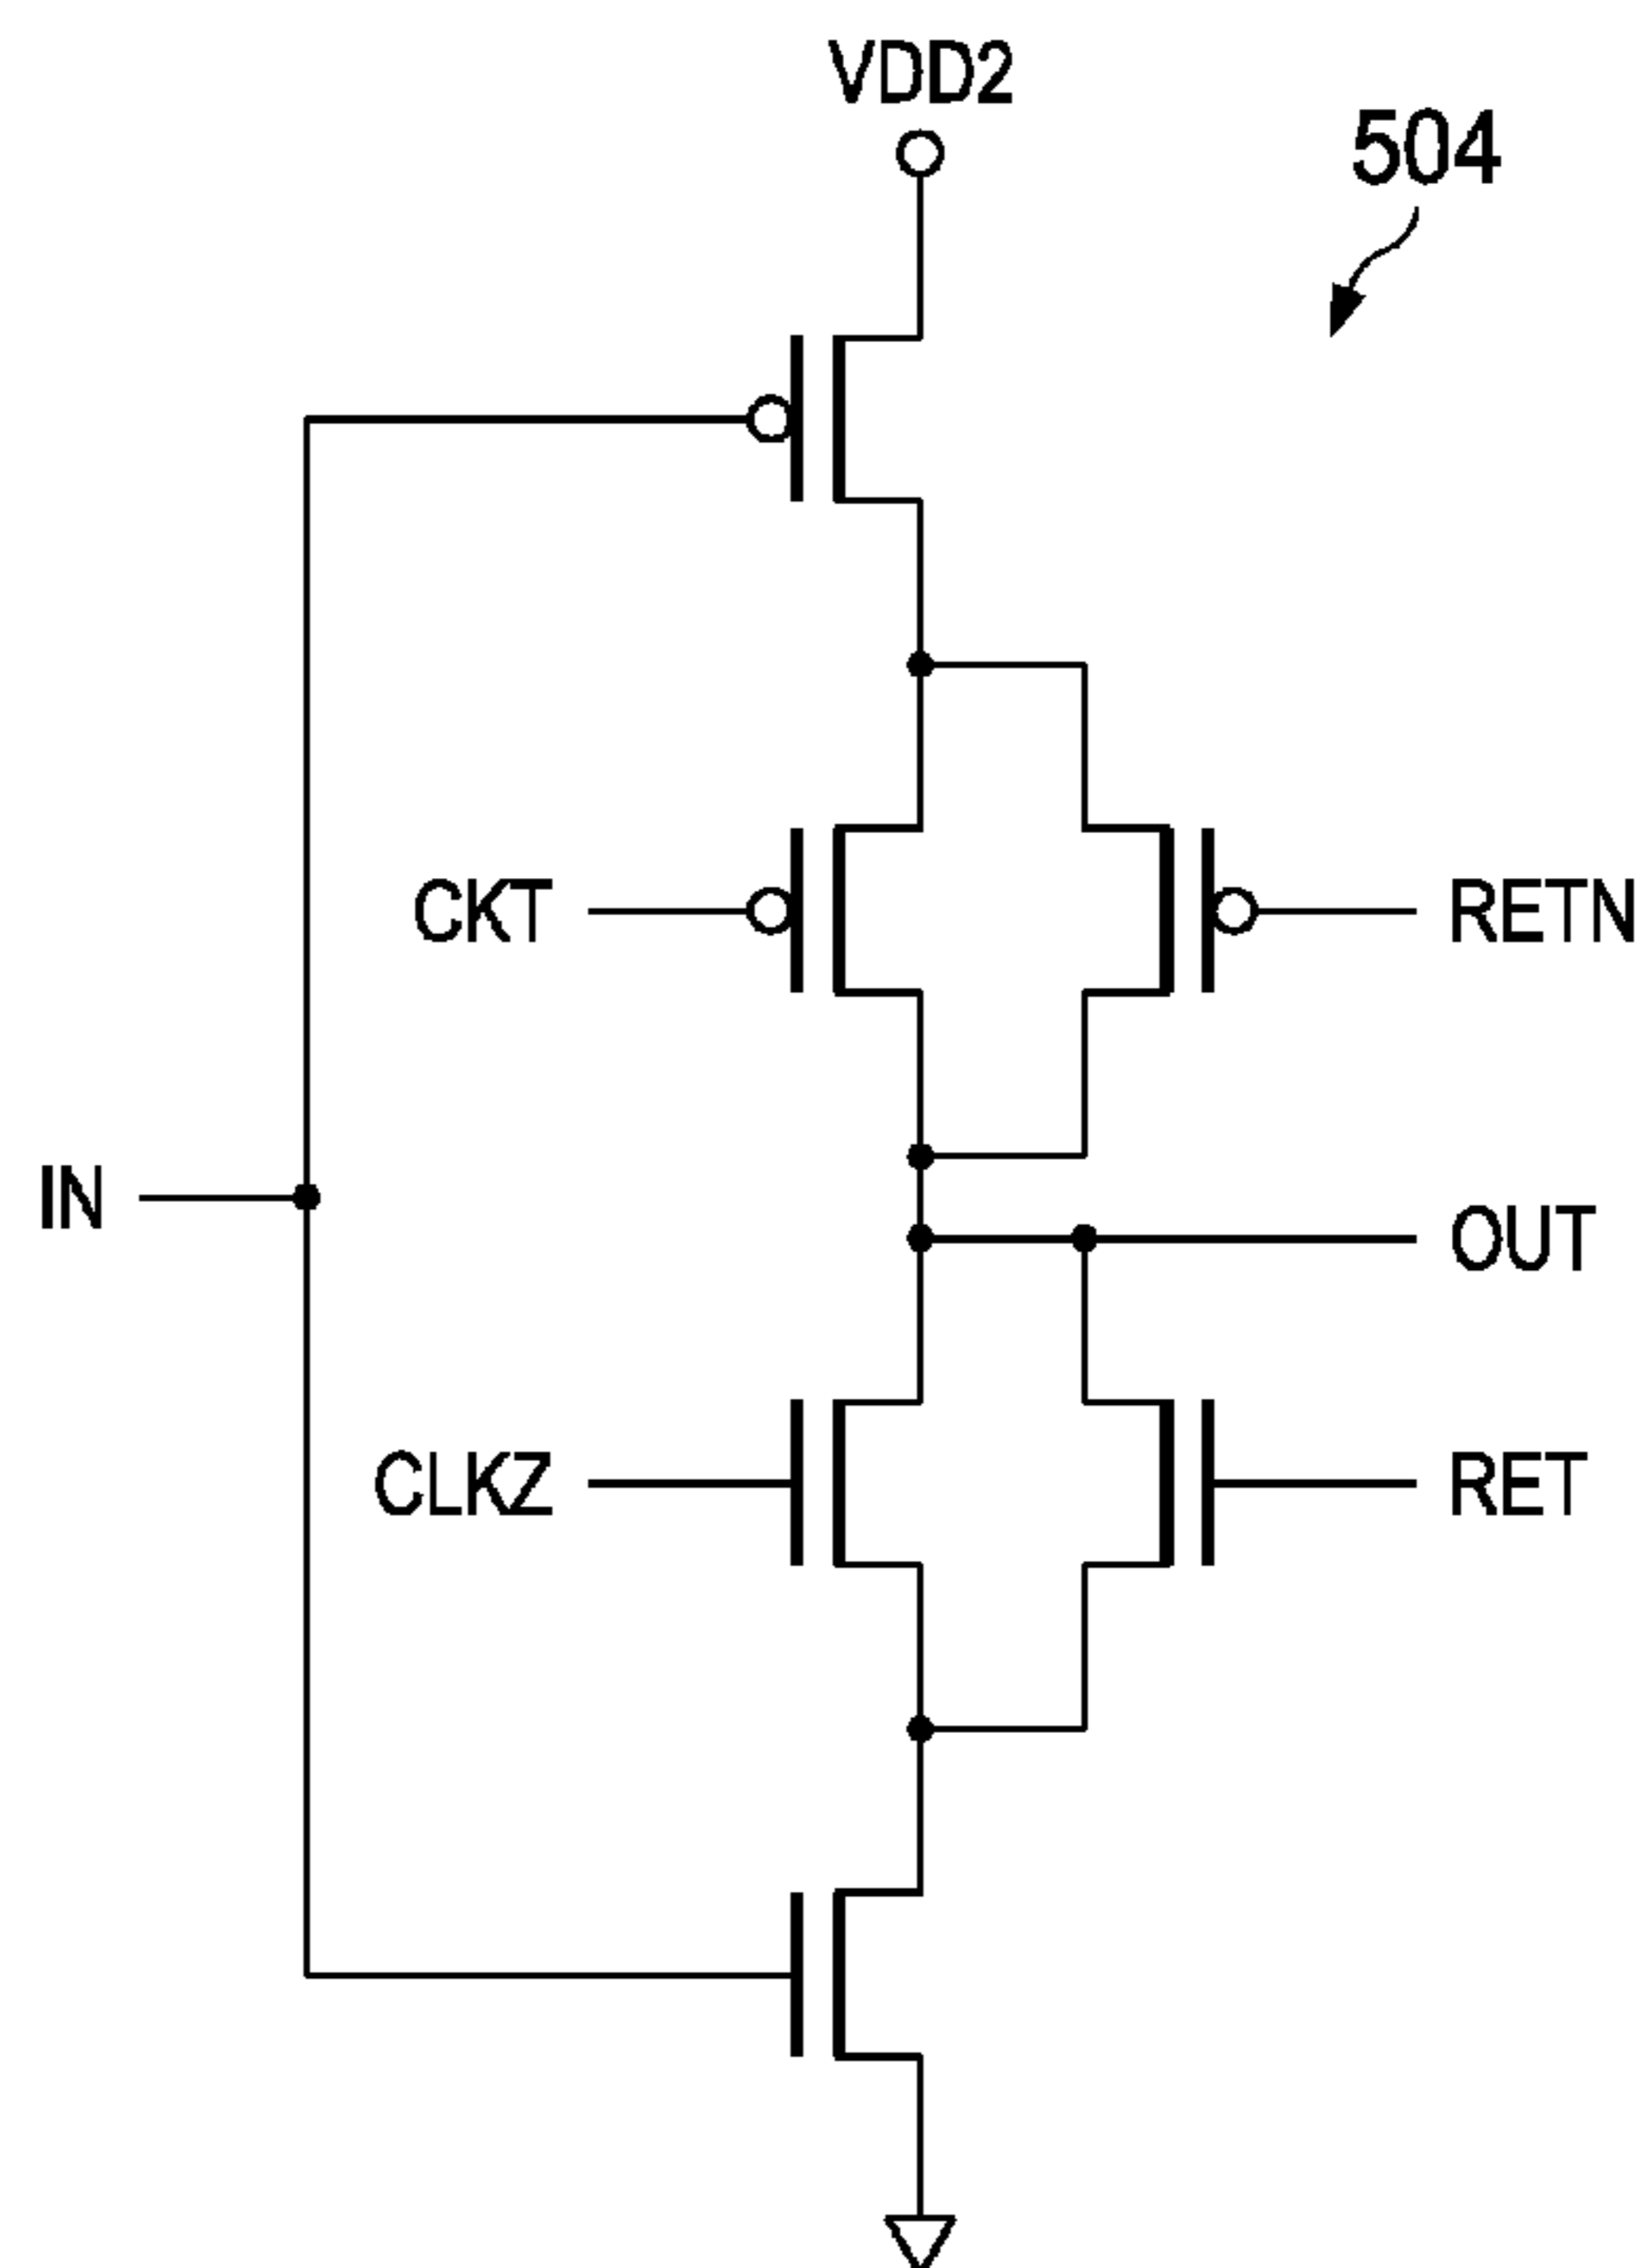 VDD2
504
CKT
RETN
IN
OUT
CLKZ
RET